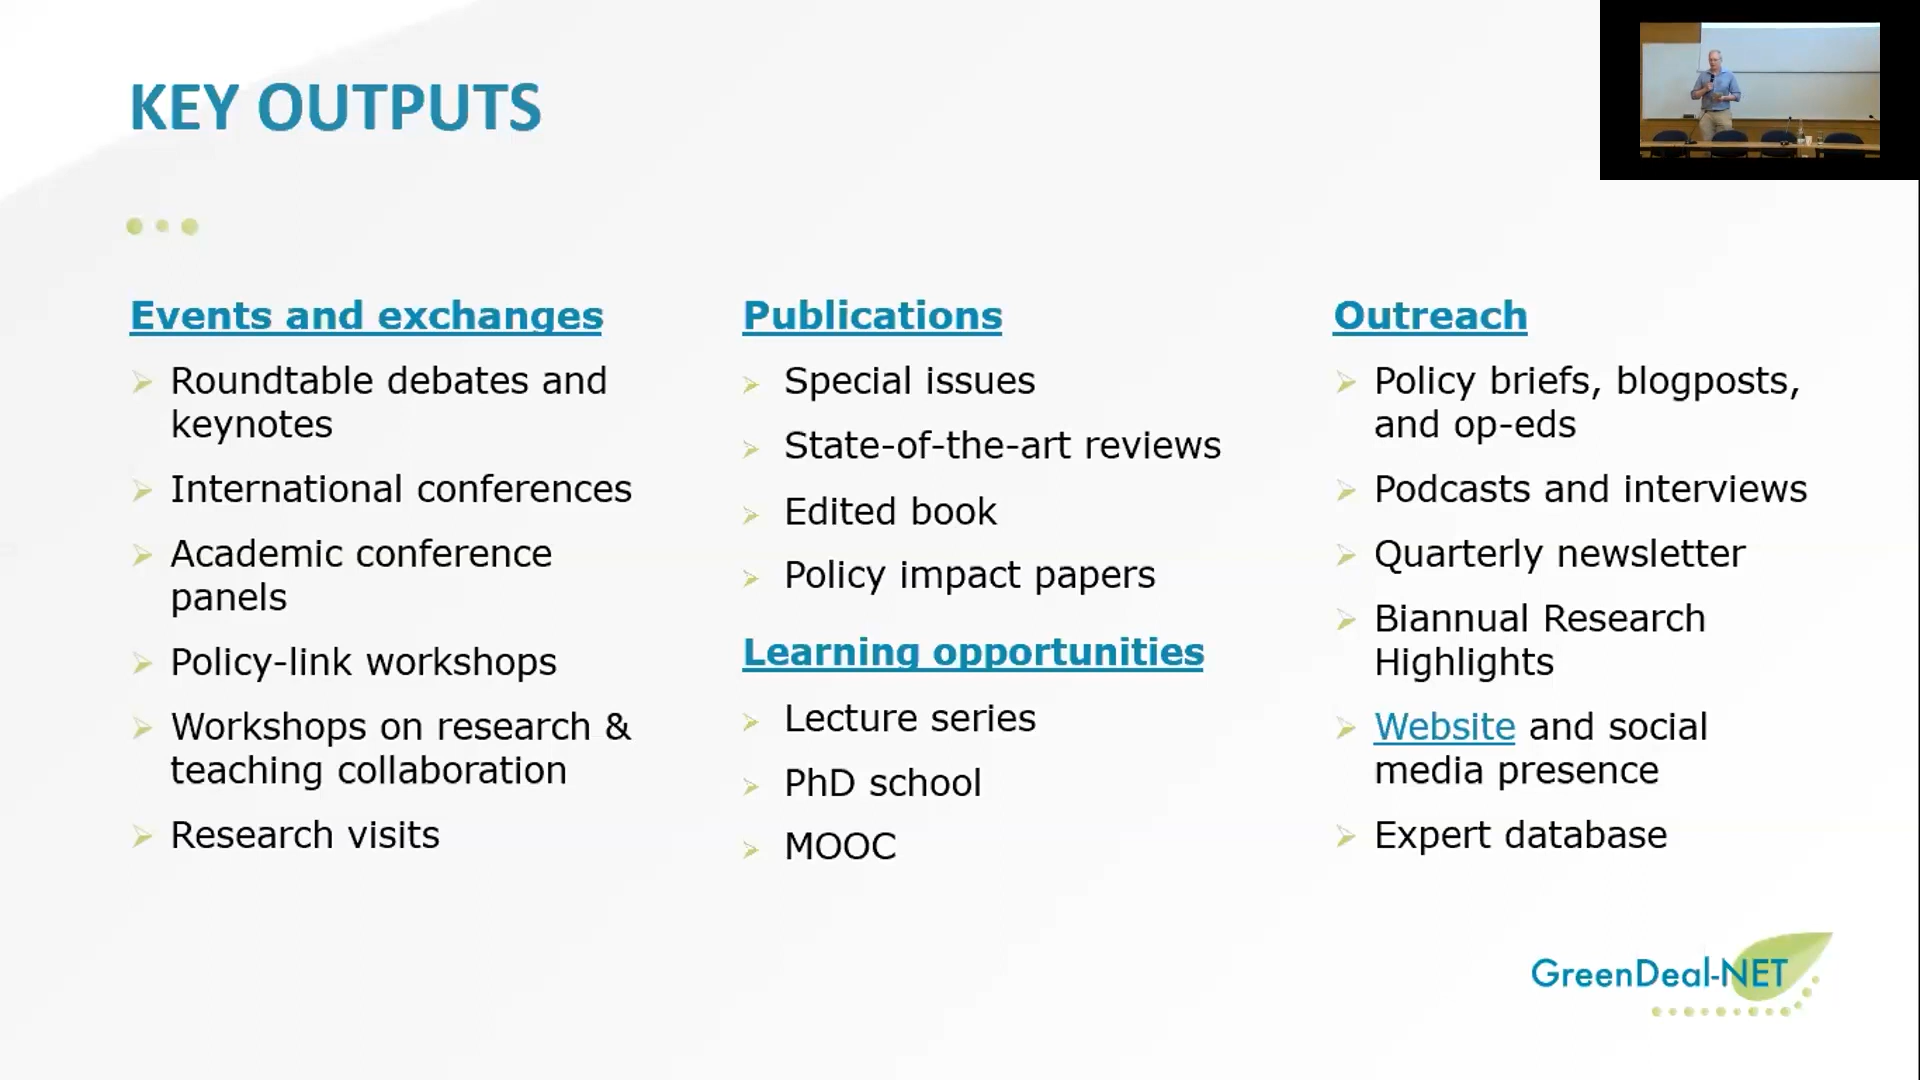 KEY OUTPUTS
Events and exchanges
Roundtable debates and
keynotes
International conferences
Academic conference
panels
Policy-link workshops
Workshops on research &
teaching collaboration
Research visits
Publications
Special issues
State-of-the-art reviews
Edited book
Policy impact papers
Learning opportunities
Lecture series
PhD school
MOOC
Outreach
Policy briefs, blogposts,
and op-eds
Podcasts and interviews
Quarterly newsletter
Biannual Research
Highlights
Website and social
media presence
Expert database
GreenDeal-NET